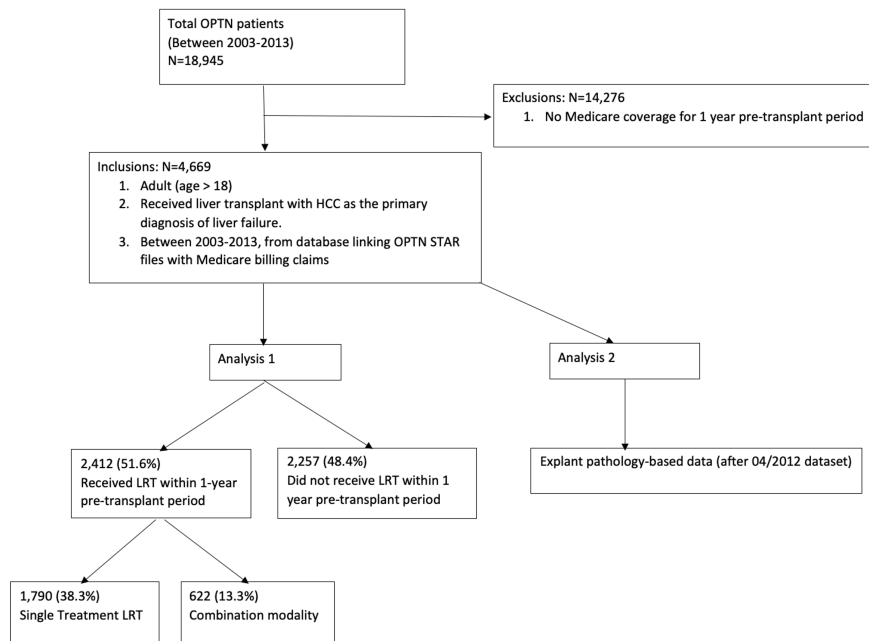 Total OPTN patients
(Between 2003-2013)
N=18,945
Exclusions: N=14,276
1. No Medicare coverage for 1 year pre-transplant period
Inclusions: N=4,669
1. Adult (age > 18)
2. Received liver transplant with HCC as the primary
diagnosis of liver failure.
3. Between 2003-2013, from database linking OPTN STAR
files with Medicare billing claims
Analysis 1
Analysis 2
2,412 (51.6%)
Received LRT within 1-year
pre-transplant period
2,257 (48.4%)
Did not receive LRT within 1
year pre-transplant period
Explant pathology-based data (after 04/2012 dataset)
1,790 (38.3%)
Single Treatment LRT
622 (13.3%)
Combination modality